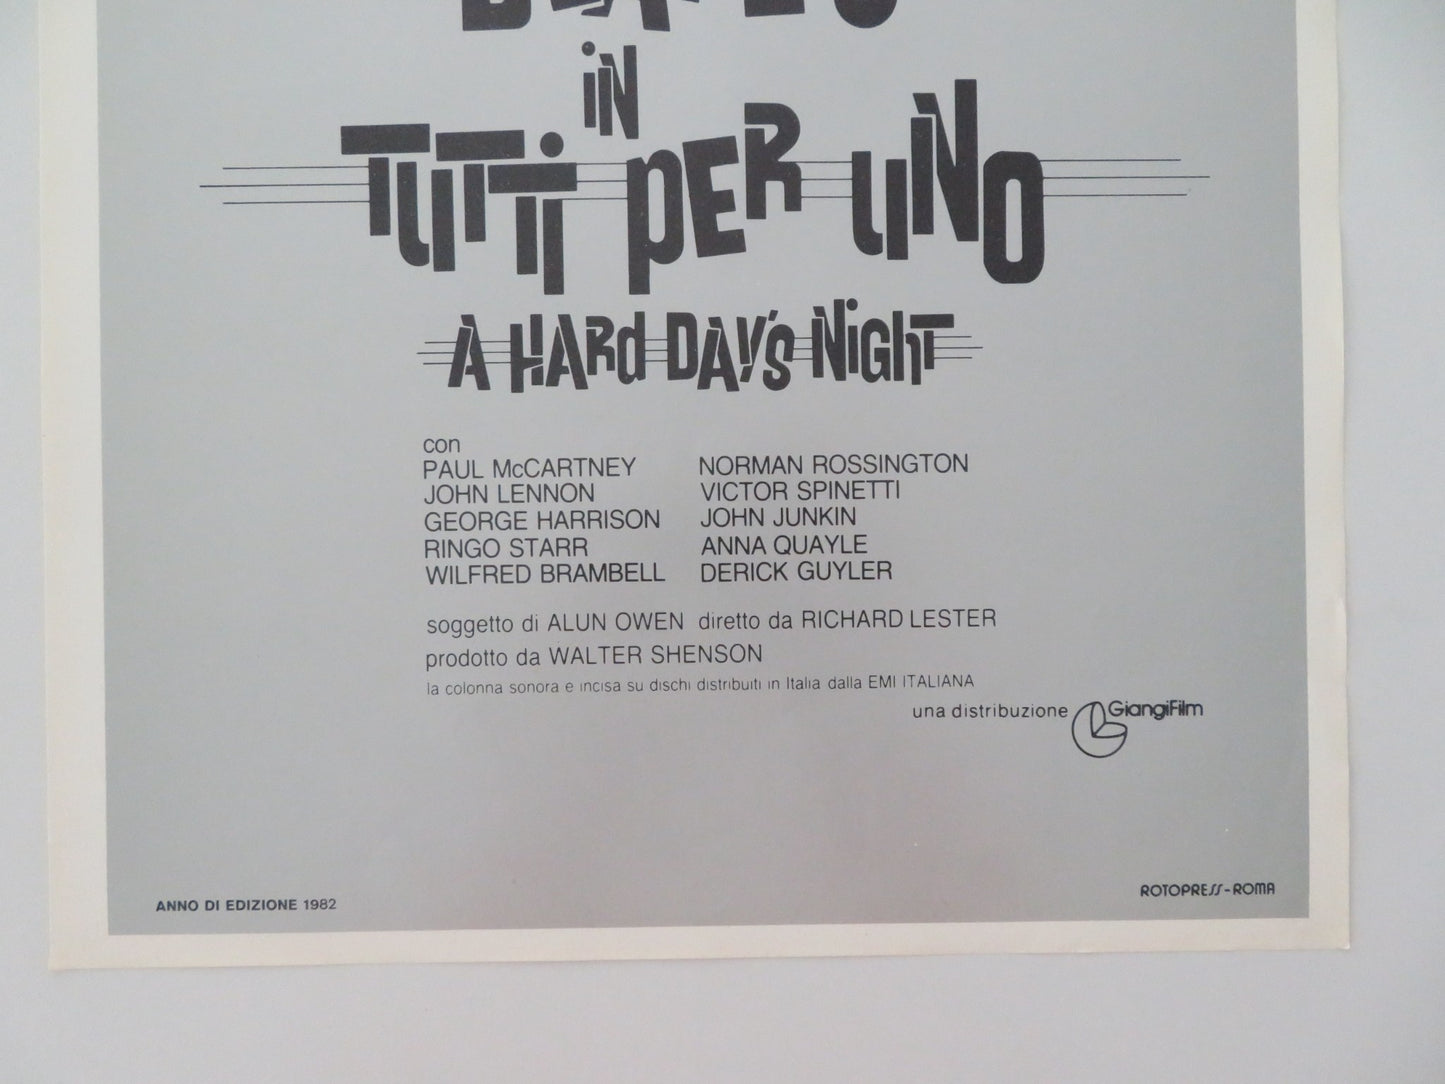 BEATLES
iN
TUTTi PER UNO
A HARd DAY'S NiGhT
con
PAUL McCARTNEY
JOHN LENNON
GEORGE HARRISON
RINGO STARR
WILFRED BRAMBELL
NORMAN ROSSINGTON
VICTOR SPINETTI
JOHN JUNKIN
ANNA QUAYLE
DERICK GUYLER
soggetto di ALUN OWEN diretto da RICHARD LESTER
prodotto da WALTER SHENSON
la colonna sonora e incisa su dischi distribuiti in Italia dalla EMI ITALIANA
una distribuzione GiangiFilm
ANNO DI EDIZIONE 1982
ROTOPRESS-ROMA